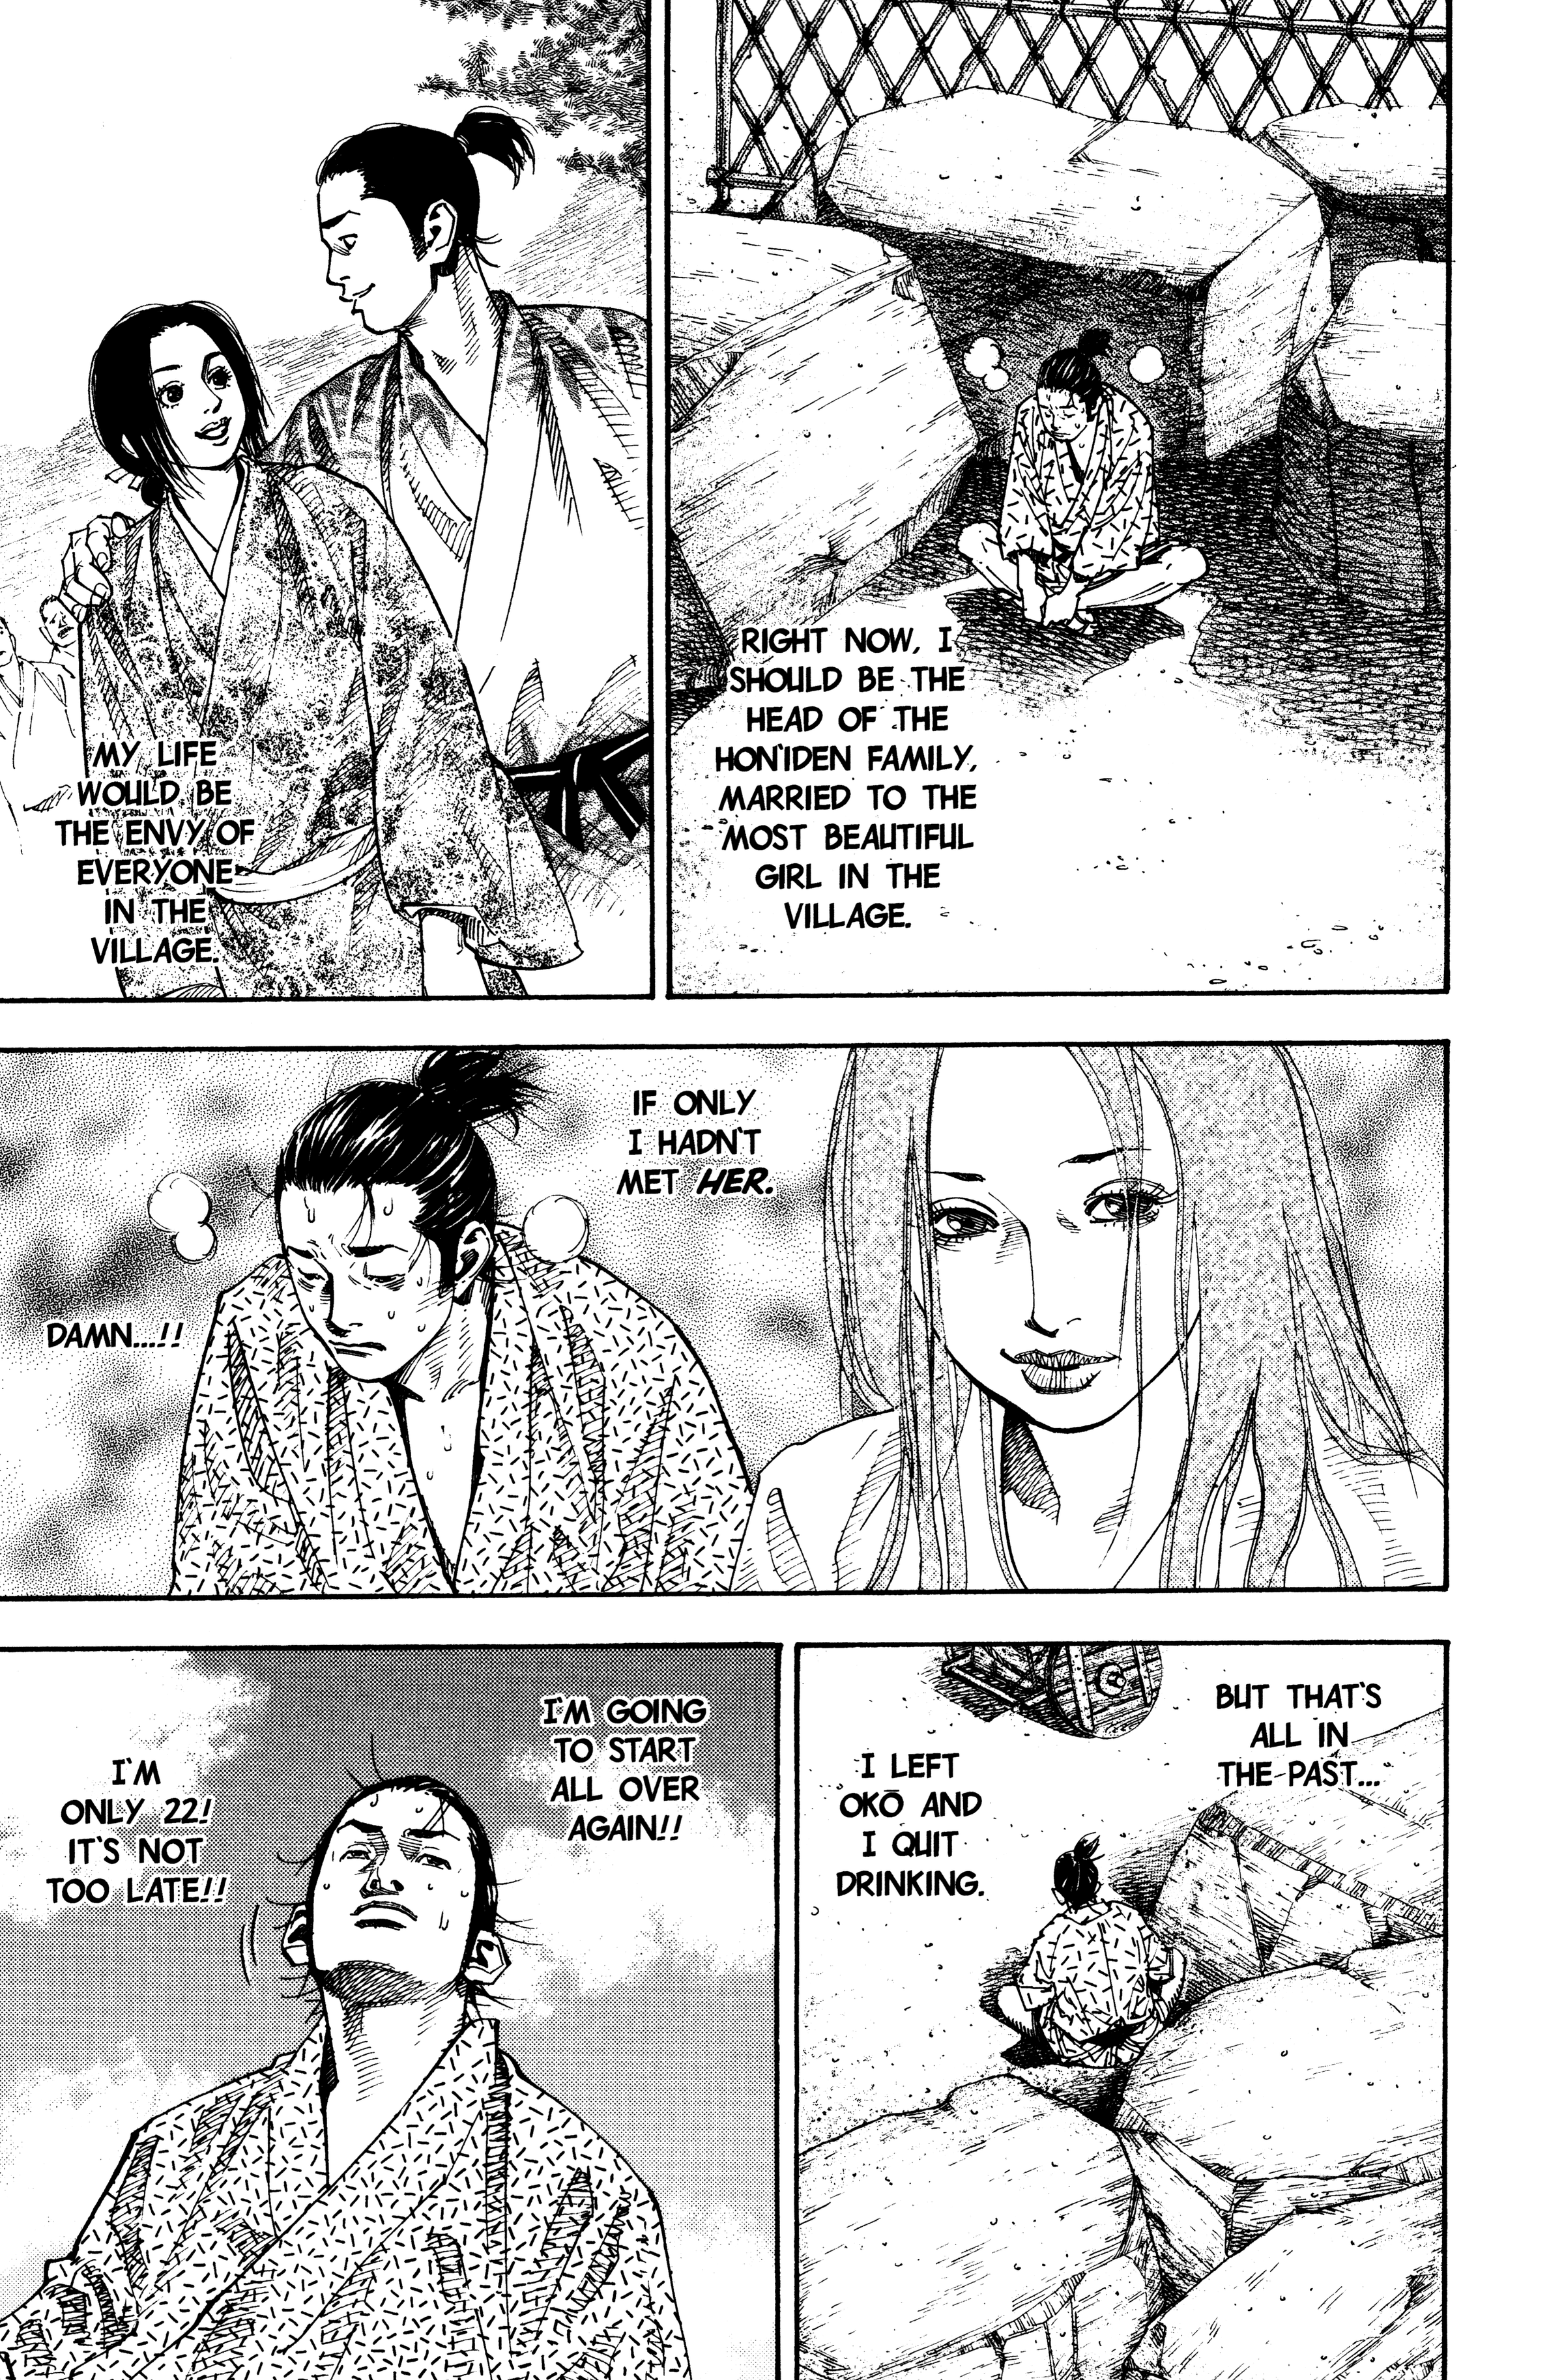 RIGHT NOW, I
SHOULD BE THE
HEAD OF THE
HON'IDEN FAMILY,
MARRIED TO THE
MOST BEAUTIFUL
GIRL IN THE
VILLAGE.
MY LIFE
WOULD BE
THE ENVY OF
EVERYONE
IN THE
VILLAGE.
IF ONLY
I HADN'T
MET HER.
DAMN...!!
BUT THAT'S
ALL IN
THE PAST...
I LEFT
OKŌ AND
I QUIT
DRINKING.
I'M GOING
TO START
ALL OVER
AGAIN!!
I'M
ONLY 22!
IT'S NOT
TOO LATE!!